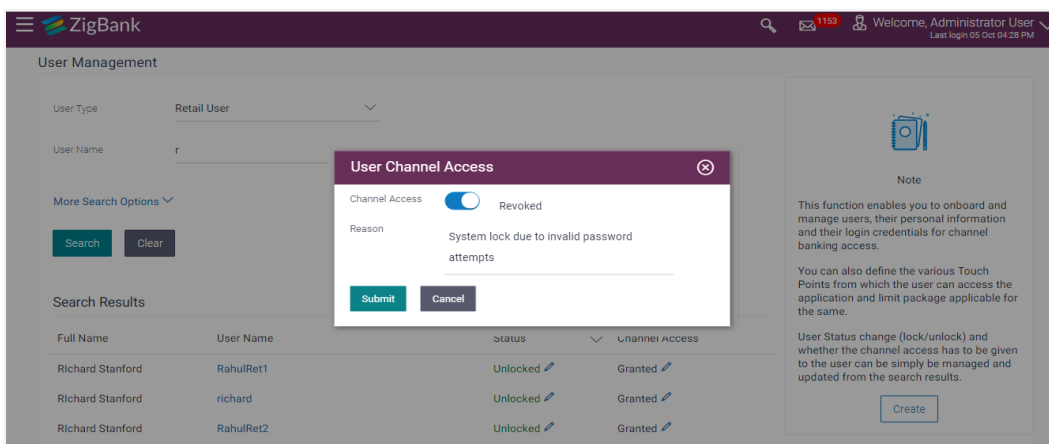 ZigBank
1153
Welcome, Administrator User
Last login 05 Oct 04:28 PM
User Management
User Type
Retail User
User Name
r
More Search Options
Search
Clear
User Channel Access
Channel Access
Revoked
Reason
System lock due to invalid password
attempts
Submit
Cancel
Search Results
Full Name
User Name
Status
Channel Access
RIchard Stanford
RahulRet1
Unlocked
Granted
RIchard Stanford
richard
Unlocked
Granted
RIchard Stanford
RahulRet2
Unlocked
Granted
Note
This function enables you to onboard and
manage users, their personal information
and their login credentials for channel
banking access.
You can also define the various Touch
Points from which the user can access the
application and limit package applicable for
the same.
User Status change (lock/unlock) and
whether the channel access has to be given
to the user can be simply be managed and
updated from the search results.
Create